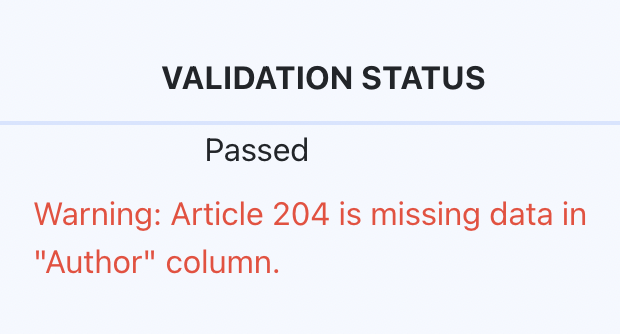 VALIDATION STATUS
Passed
Warning: Article 204 is missing data in
"Author" column.